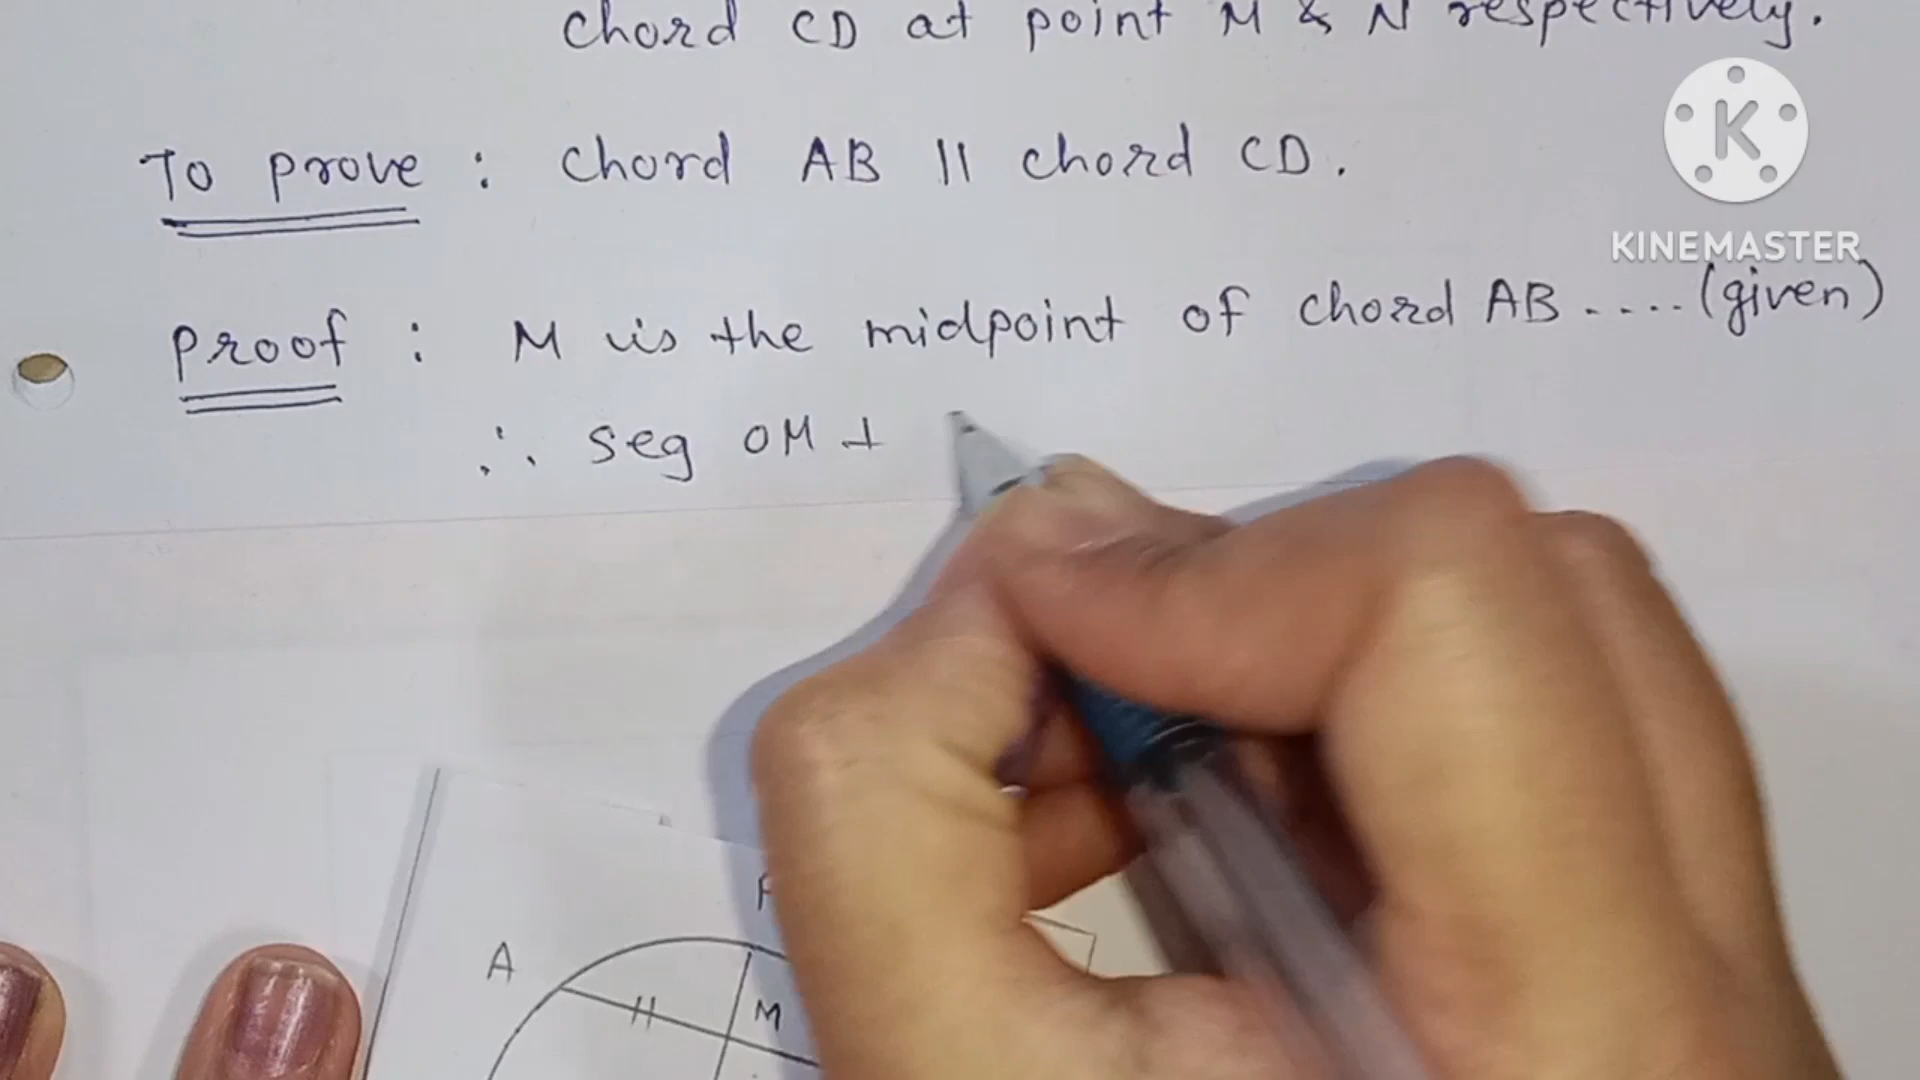 chord CD at point M & N respectively.
K
KINEMASTER
To prove : chord AB || chord CD.
Proof : M is the midpoint of chord AB ....(given)
∴ seg OM ⊥
A
M